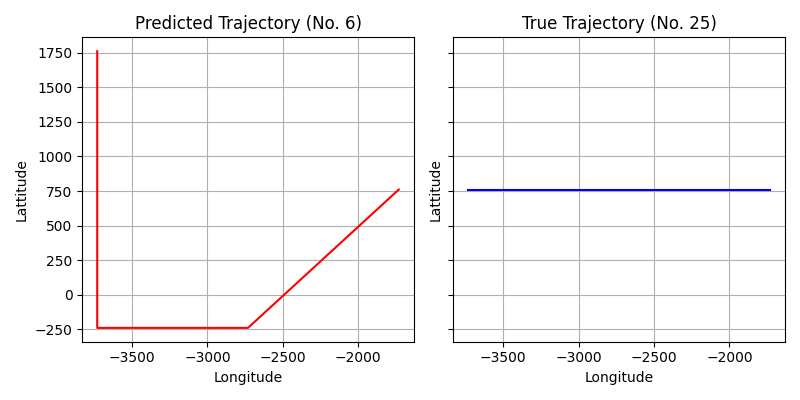 Predicted Trajectory (No. 6)
True Trajectory (No. 25)
Lattitude
1750
1500
1250
1000
750
500
250
0
−250
−3500 −3000 −2500 −2000
Longitude
Lattitude
−3500 −3000 −2500 −2000
Longitude